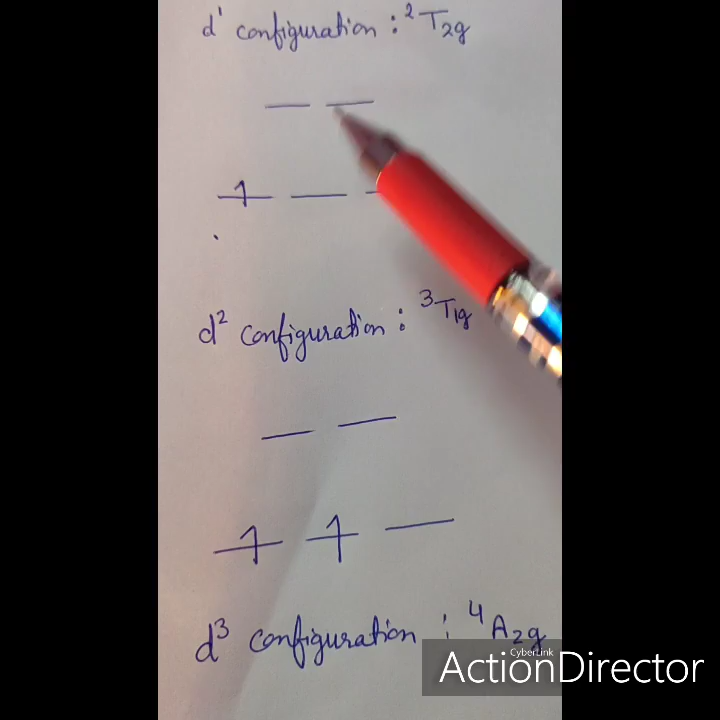 d¹ configuration : ²T₂g
d² configuration : ³T₁g
d³ configuration : ⁴A₂g
CyberLink
ActionDirector